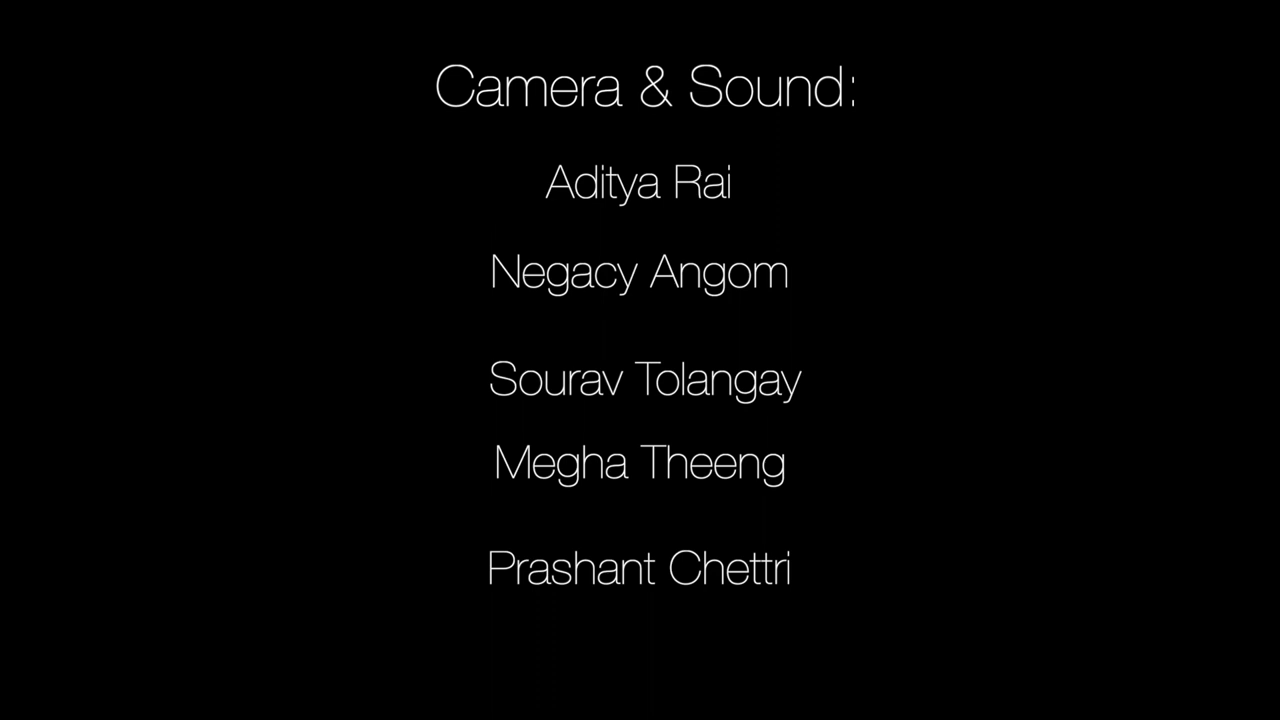 Camera & Sound:
Aditya Rai
Negacy Angom
Sourav Tolangay
Megha Theeng
Prashant Chettri